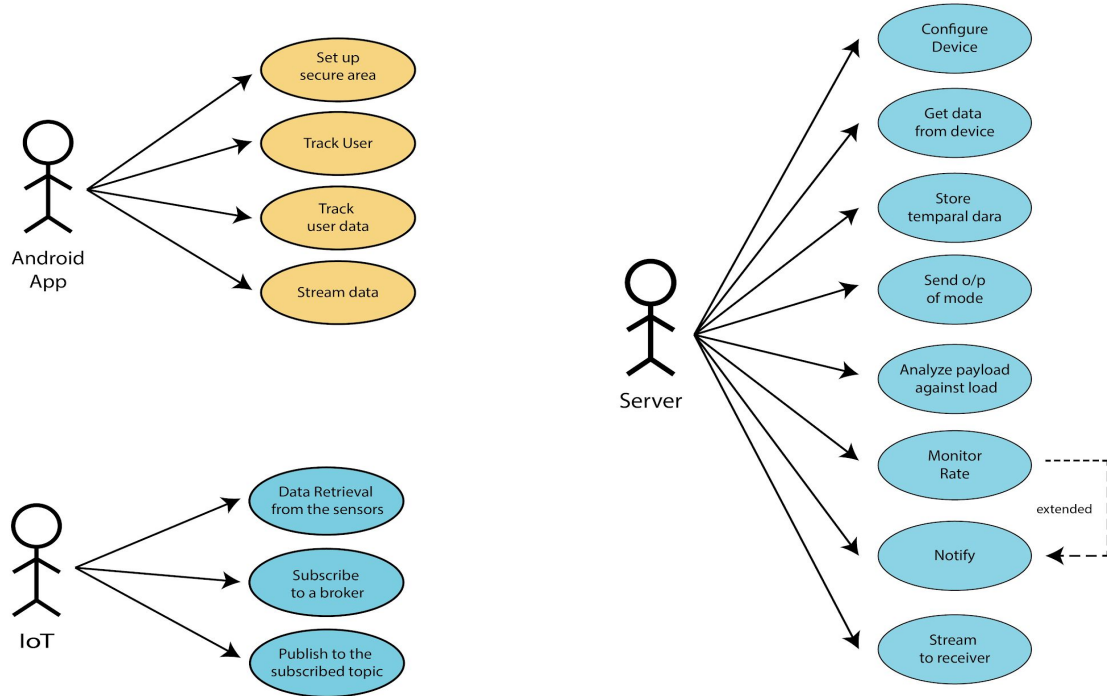 Set up
secure area
Track User
Track
user data
Stream data
Android
App
Data Retrieval
from the sensors
Subscribe
to a broker
Publish to the
subscribed topic
IoT
Configure
Device
Get data
from device
Store
temparal dara
Send o/p
of mode
Analyze payload
against load
Monitor
Rate
extended
Notify
Stream
to receiver
Server